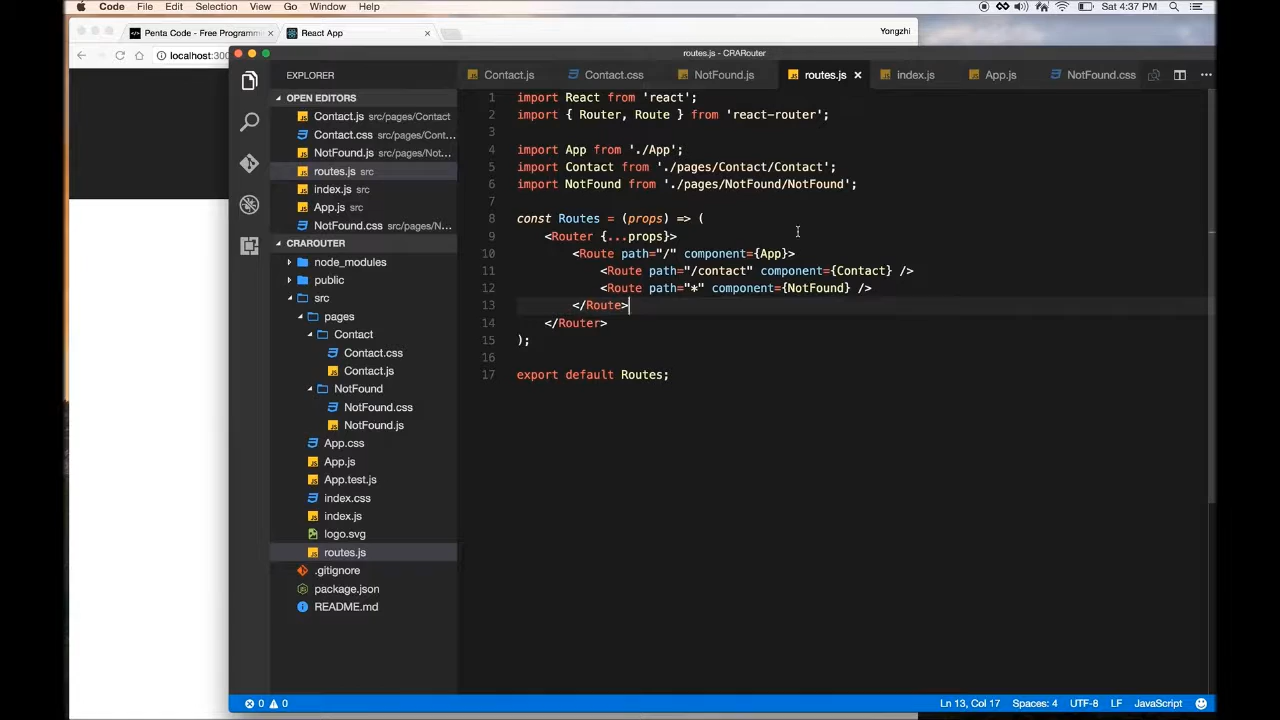 Code File Edit Selection View Go Window Help Sat 4:37 PM
Penta Code - Free Programm React App Yongzhi
localhost:300
routes.js - CRARouter
EXPLORER
OPEN EDITORS
Contact.js src/pages/Contact
Contact.css src/pages/Cont...
NotFound.js src/pages/Not...
routes.js src
index.js src
App.js src
NotFound.css src/pages/N...
CRAROUTER
node_modules
public
src
pages
Contact
Contact.css
Contact.js
NotFound
NotFound.css
NotFound.js
App.css
App.js
App.test.js
index.css
index.js
logo.svg
routes.js
.gitignore
package.json
README.md
Contact.js Contact.css NotFound.js routes.js index.js App.js NotFound.css
1 import React from 'react';
2 import { Router, Route } from 'react-router';
3
4 import App from './App';
5 import Contact from './pages/Contact/Contact';
6 import NotFound from './pages/NotFound/NotFound';
7
8 const Routes = (props) => (
9 <Router {...props}>
10 <Route path="/" component={App}>
11 <Route path="/contact" component={Contact} />
12 <Route path="*" component={NotFound} />
13 </Route>
14 </Router>
15 );
16
17 export default Routes;
0 0 Ln 13, Col 17 Spaces: 4 UTF-8 LF JavaScript